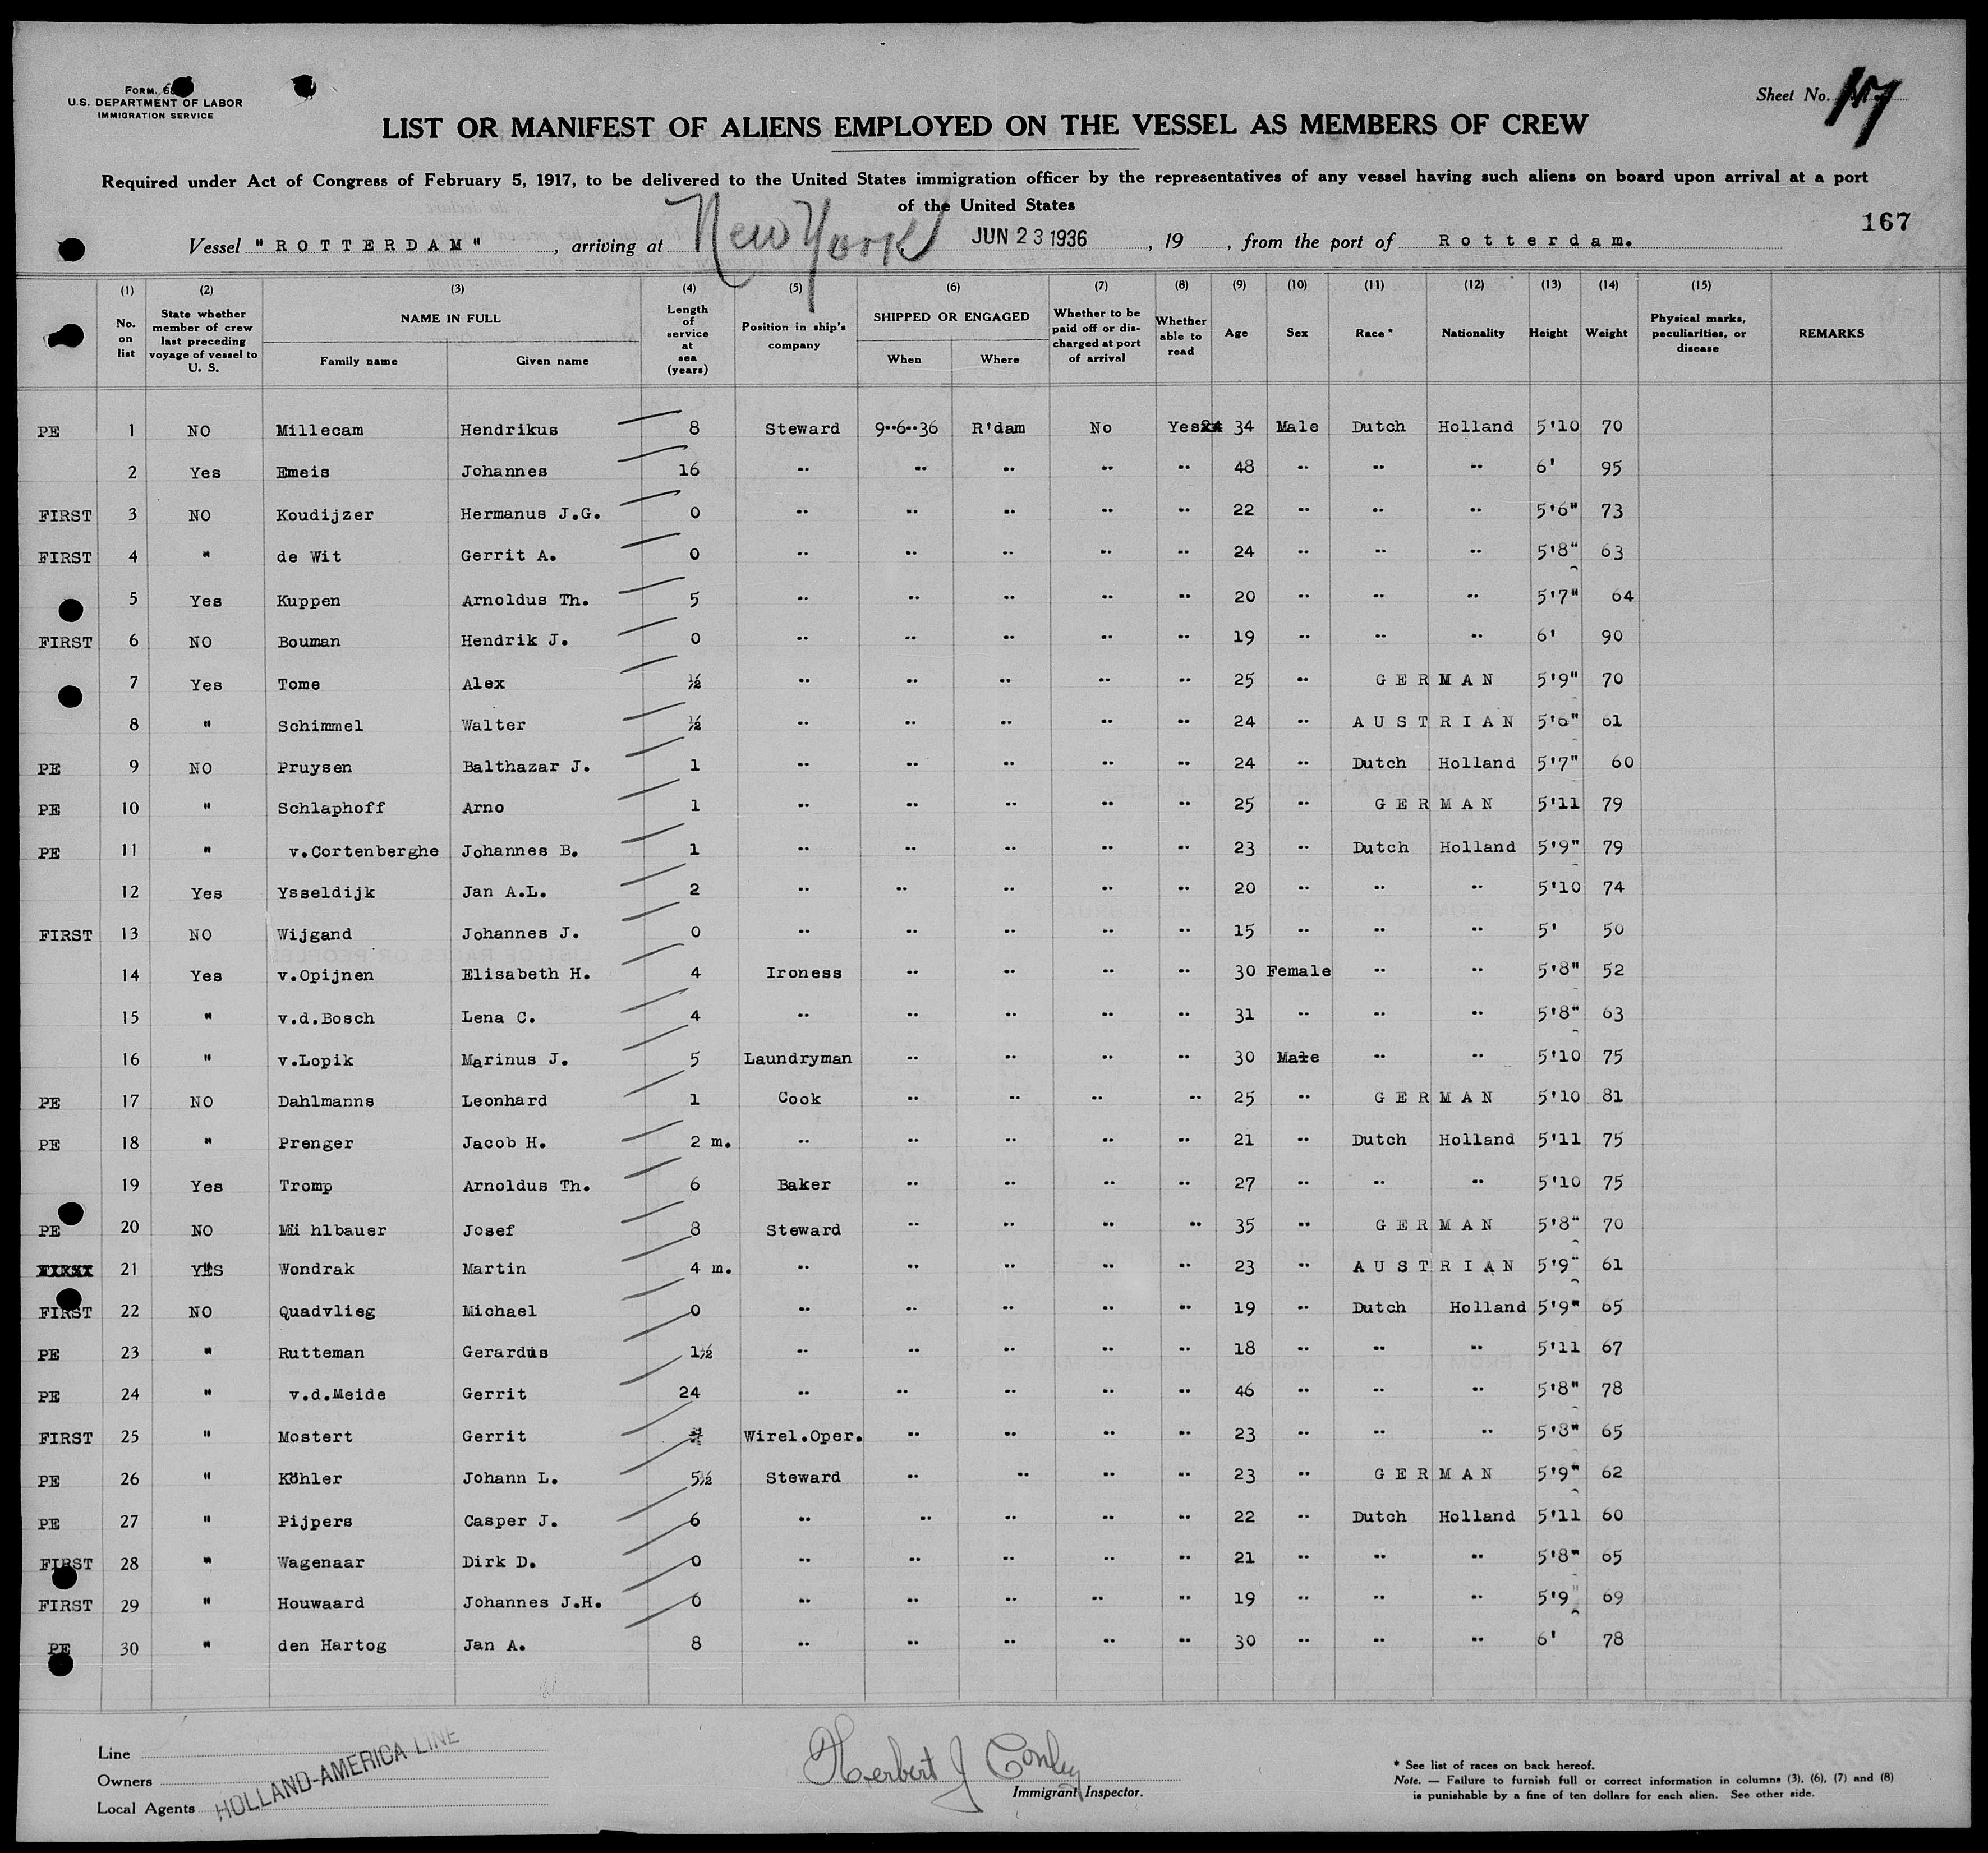 FORM. 68
U.S. DEPARTMENT OF LABOR
IMMIGRATION SERVICE
Sheet No. 17
LIST OR MANIFEST OF ALIENS EMPLOYED ON THE VESSEL AS MEMBERS OF CREW
Required under Act of Congress of February 5, 1917, to be delivered to the United States immigration officer by the representatives of any vessel having such aliens on board upon arrival at a port
of the United States
167
Vessel "ROTTERDAM", arriving at New York JUN 23 1936, 19 , from the port of Rotterdam.
(1) (2) (3) (4) (5) (6) (7) (8) (9) (10) (11) (12) (13) (14) (15)
No. on list State whether member of crew last preceding voyage of vessel to U. S. NAME IN FULL Family name Given name Length of service at sea (years) Position in ship's company SHIPPED OR ENGAGED When Where Whether to be paid off or discharged at port of arrival Whether able to read Age Sex Race* Nationality Height Weight Physical marks, peculiarities, or disease REMARKS
PE 1 NO Millecam Hendrikus 8 Steward 9--6--36 R'dam No Yes 34 Male Dutch Holland 5'10 70
2 Yes Emeis Johannes 16 -- -- -- -- -- 48 -- -- -- 6' 95
FIRST 3 NO Koudijzer Hermanus J.G. 0 -- -- -- -- -- 22 -- -- -- 5'6" 73
FIRST 4 " de Wit Gerrit A. 0 -- -- -- -- -- 24 -- -- -- 5'8" 63
5 Yes Kuppen Arnoldus Th. 5 -- -- -- -- -- 20 -- -- -- 5'7" 64
FIRST 6 NO Bouman Hendrik J. 0 -- -- -- -- -- 19 -- -- -- 6' 90
7 Yes Tome Alex ½ -- -- -- -- -- 25 -- GERMAN 5'9" 70
8 " Schimmel Walter ½ -- -- -- -- -- 24 -- AUSTRIAN 5'6" 61
PE 9 NO Pruysen Balthazar J. 1 -- -- -- -- -- 24 -- Dutch Holland 5'7" 60
PE 10 " Schlaphoff Arno 1 -- -- -- -- -- 25 -- GERMAN 5'11 79
PE 11 " v.Cortenberghe Johannes B. 1 -- -- -- -- -- 23 -- Dutch Holland 5'9" 79
12 Yes Ysseldijk Jan A.L. 2 -- -- -- -- -- 20 -- -- -- 5'10 74
FIRST 13 NO Wijgand Johannes J. 0 -- -- -- -- -- 15 -- -- -- 5' 50
14 Yes v.Opijnen Elisabeth H. 4 Ironess -- -- -- -- 30 Female -- -- 5'8" 52
15 " v.d.Bosch Lena C. 4 -- -- -- -- -- 31 -- -- -- 5'8" 63
16 " v.Lopik Marinus J. 5 Laundryman -- -- -- -- 30 Male -- -- 5'10 75
PE 17 NO Dahlmanns Leonhard 1 Cook -- -- -- -- 25 -- GERMAN 5'10 81
PE 18 " Prenger Jacob H. 2 m. -- -- -- -- -- 21 -- Dutch Holland 5'11 75
19 Yes Tromp Arnoldus Th. 6 Baker -- -- -- -- 27 -- -- -- 5'10 75
PE 20 NO Mühlbauer Josef 8 Steward -- -- -- -- 35 -- GERMAN 5'8" 70
21 YES Wondrak Martin 4 m. -- -- -- -- -- 23 -- AUSTRIAN 5'9" 61
FIRST 22 NO Quadvlieg Michael 0 -- -- -- -- -- 19 -- Dutch Holland 5'9" 65
PE 23 " Rutteman Gerardus 1½ -- -- -- -- -- 18 -- -- -- 5'11 67
PE 24 " v.d.Meide Gerrit 24 -- -- -- -- -- 46 -- -- -- 5'8" 78
FIRST 25 " Mostert Gerrit Wirel.Oper. -- -- -- -- 23 -- -- -- 5'8" 65
PE 26 " Köhler Johann L. 5½ Steward -- -- -- -- 23 -- GERMAN 5'9" 62
PE 27 " Pijpers Casper J. 6 -- -- -- -- -- 22 -- Dutch Holland 5'11 60
FIRST 28 " Wagenaar Dirk D. 0 -- -- -- -- -- 21 -- -- -- 5'8" 65
FIRST 29 " Houwaard Johannes J.H. 0 -- -- -- -- -- 19 -- -- -- 5'9" 69
PE 30 " den Hartog Jan A. 8 -- -- -- -- -- 30 -- -- -- 6' 78
Line
Owners
Local Agents
HOLLAND-AMERICA LINE
Herbert J Conley
Immigrant Inspector.
* See list of races on back hereof.
Note. — Failure to furnish full or correct information in columns (3), (6), (7) and (8)
is punishable by a fine of ten dollars for each alien. See other side.